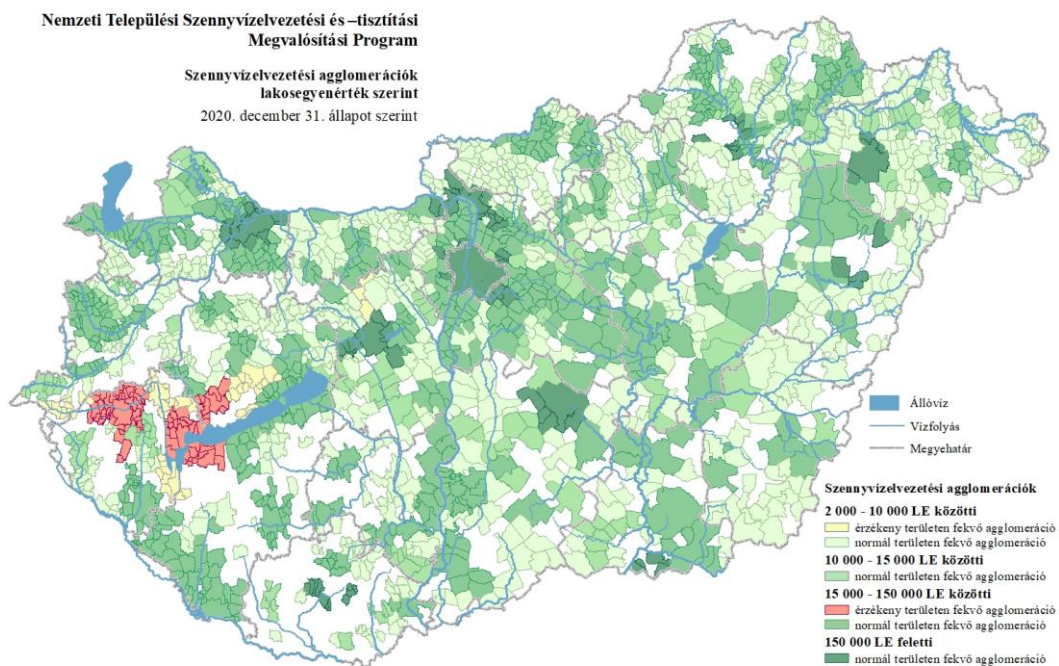 Nemzeti Települési Szennyvízelvezetési és –tisztítási
Megvalósítási Program
Szennyvízelvezetési agglomerációk
lakosegyenérték szerint
2020. december 31. állapot szerint
Állóvíz
Vízfolyás
Megyehatár
Szennyvízelvezetési agglomerációk
2 000 - 10 000 LE közötti
érzékeny területen fekvő agglomeráció
normál területen fekvő agglomeráció
10 000 - 15 000 LE közötti
normál területen fekvő agglomeráció
15 000 - 150 000 LE közötti
érzékeny területen fekvő agglomeráció
normál területen fekvő agglomeráció
150 000 LE feletti
normál területen fekvő agglomeráció